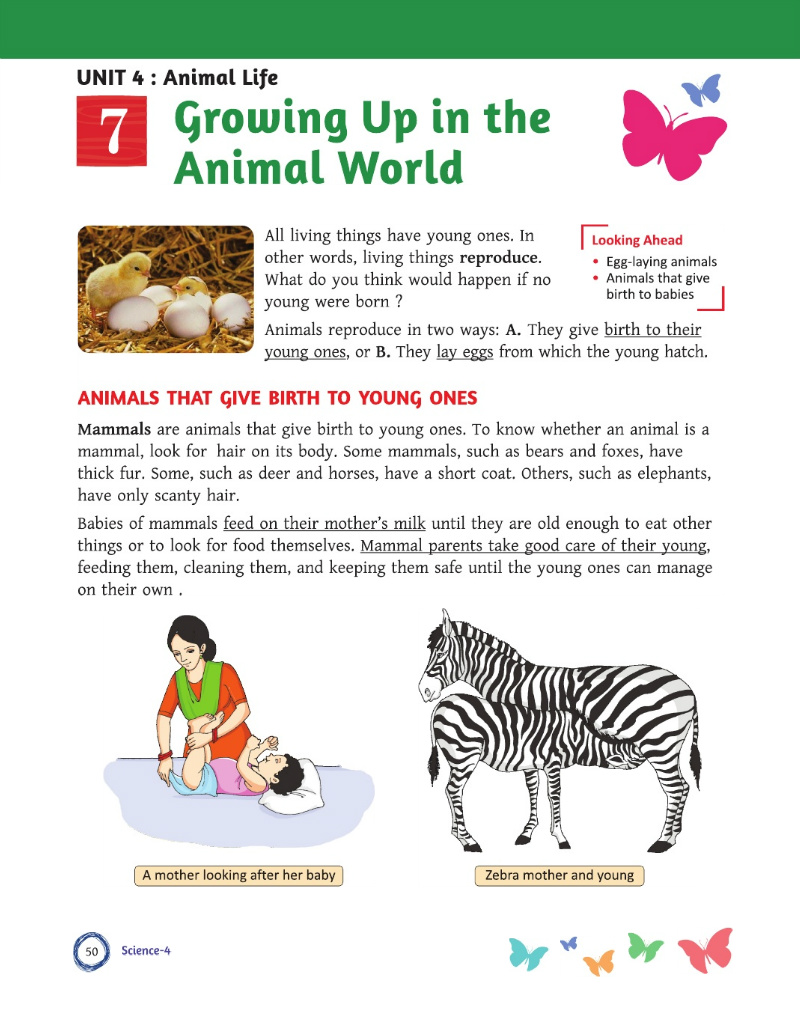 UNIT 4 : Animal Life
7
Growing Up in the
Animal World
All living things have young ones. In
other words, living things reproduce.
What do you think would happen if no
young were born ?
Looking Ahead
• Egg-laying animals
• Animals that give
birth to babies
Animals reproduce in two ways: A. They give birth to their
young ones, or B. They lay eggs from which the young hatch.
ANIMALS THAT GIVE BIRTH TO YOUNG ONES
Mammals are animals that give birth to young ones. To know whether an animal is a
mammal, look for hair on its body. Some mammals, such as bears and foxes, have
thick fur. Some, such as deer and horses, have a short coat. Others, such as elephants,
have only scanty hair.
Babies of mammals feed on their mother's milk until they are old enough to eat other
things or to look for food themselves. Mammal parents take good care of their young,
feeding them, cleaning them, and keeping them safe until the young ones can manage
on their own .
A mother looking after her baby
Zebra mother and young
50
Science-4